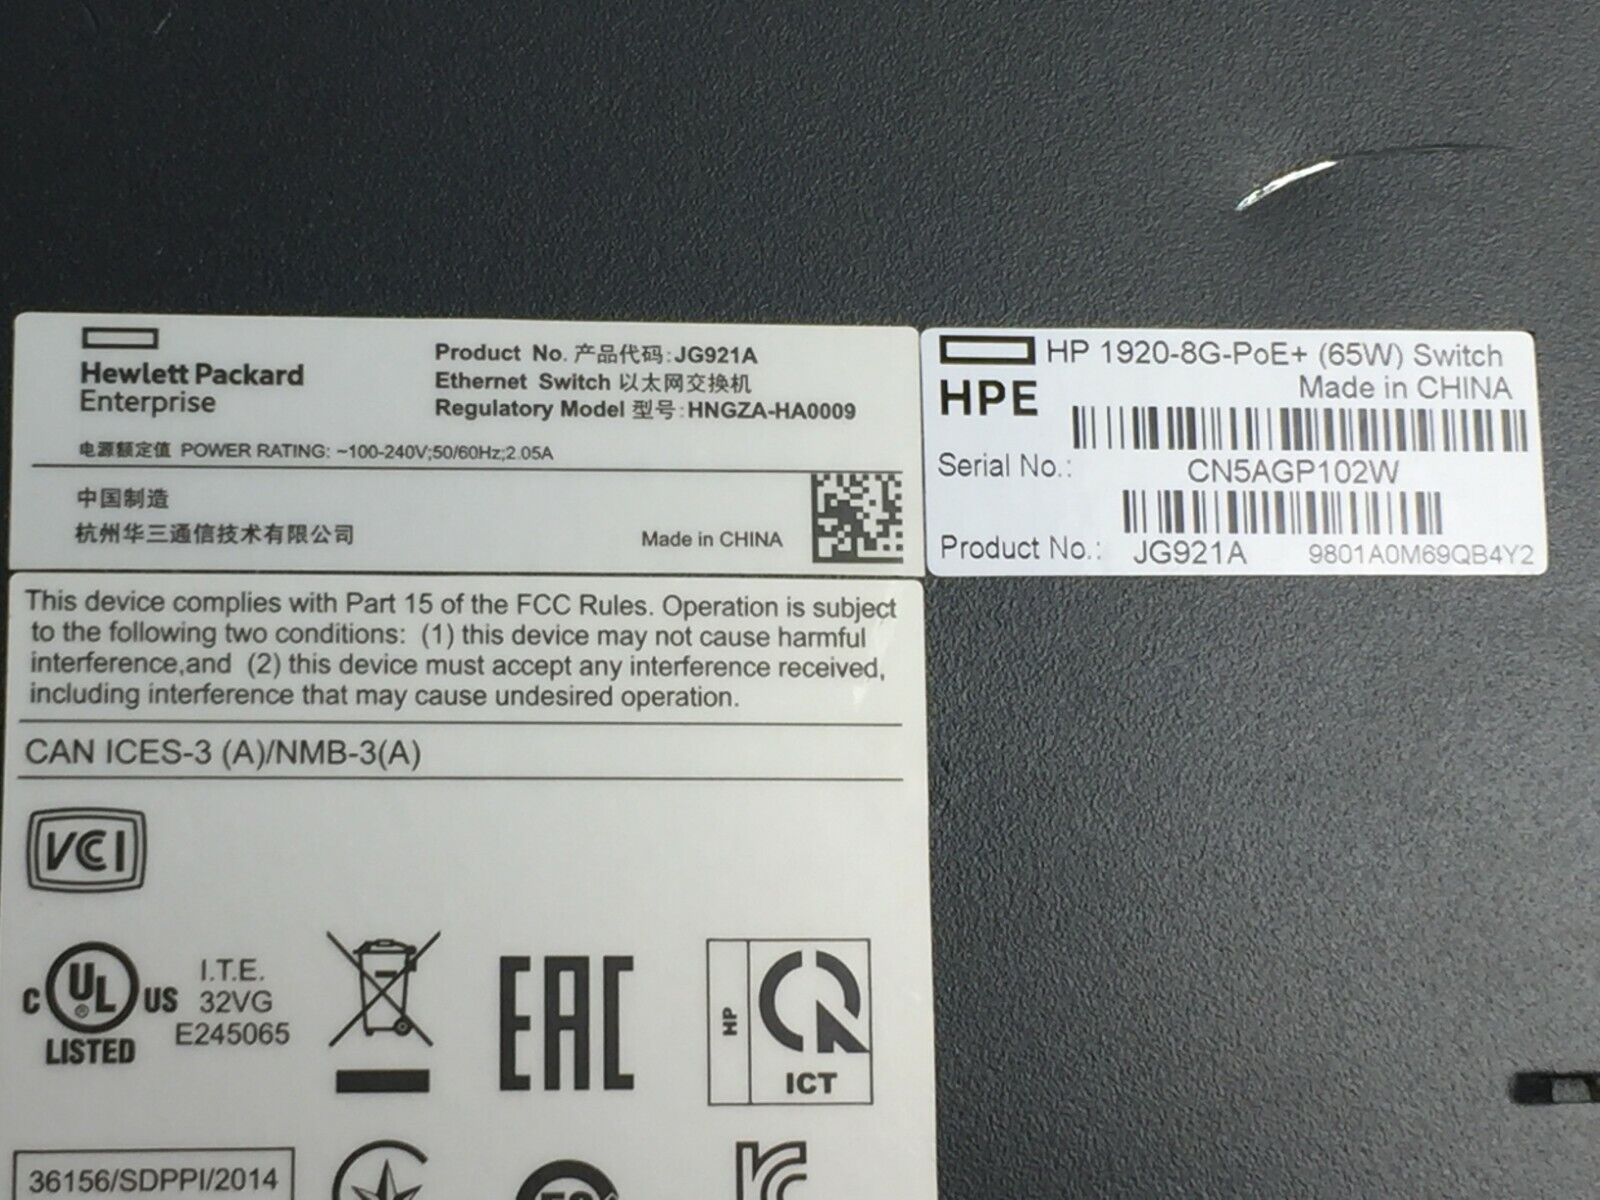 Hewlett Packard
Enterprise
Product No. 产品代码:JG921A
Ethernet Switch 以太网交换机
Regulatory Model 型号:HNGZA-HA0009
电源额定值 POWER RATING: ~100-240V;50/60Hz;2.05A
中国制造
杭州华三通信技术有限公司
Made in CHINA
HPE
HP 1920-8G-PoE+ (65W) Switch
Made in CHINA
Serial No.:
CN5AGP102W
Product No.: JG921A 9801A0M69QB4Y2
This device complies with Part 15 of the FCC Rules. Operation is subject
to the following two conditions: (1) this device may not cause harmful
interference,and (2) this device must accept any interference received,
including interference that may cause undesired operation.
CAN ICES-3 (A)/NMB-3(A)
VCI
C UL ® US
LISTED
I.T.E.
32VG
E245065
EAC
HP
ICT
36156/SDPPI/2014